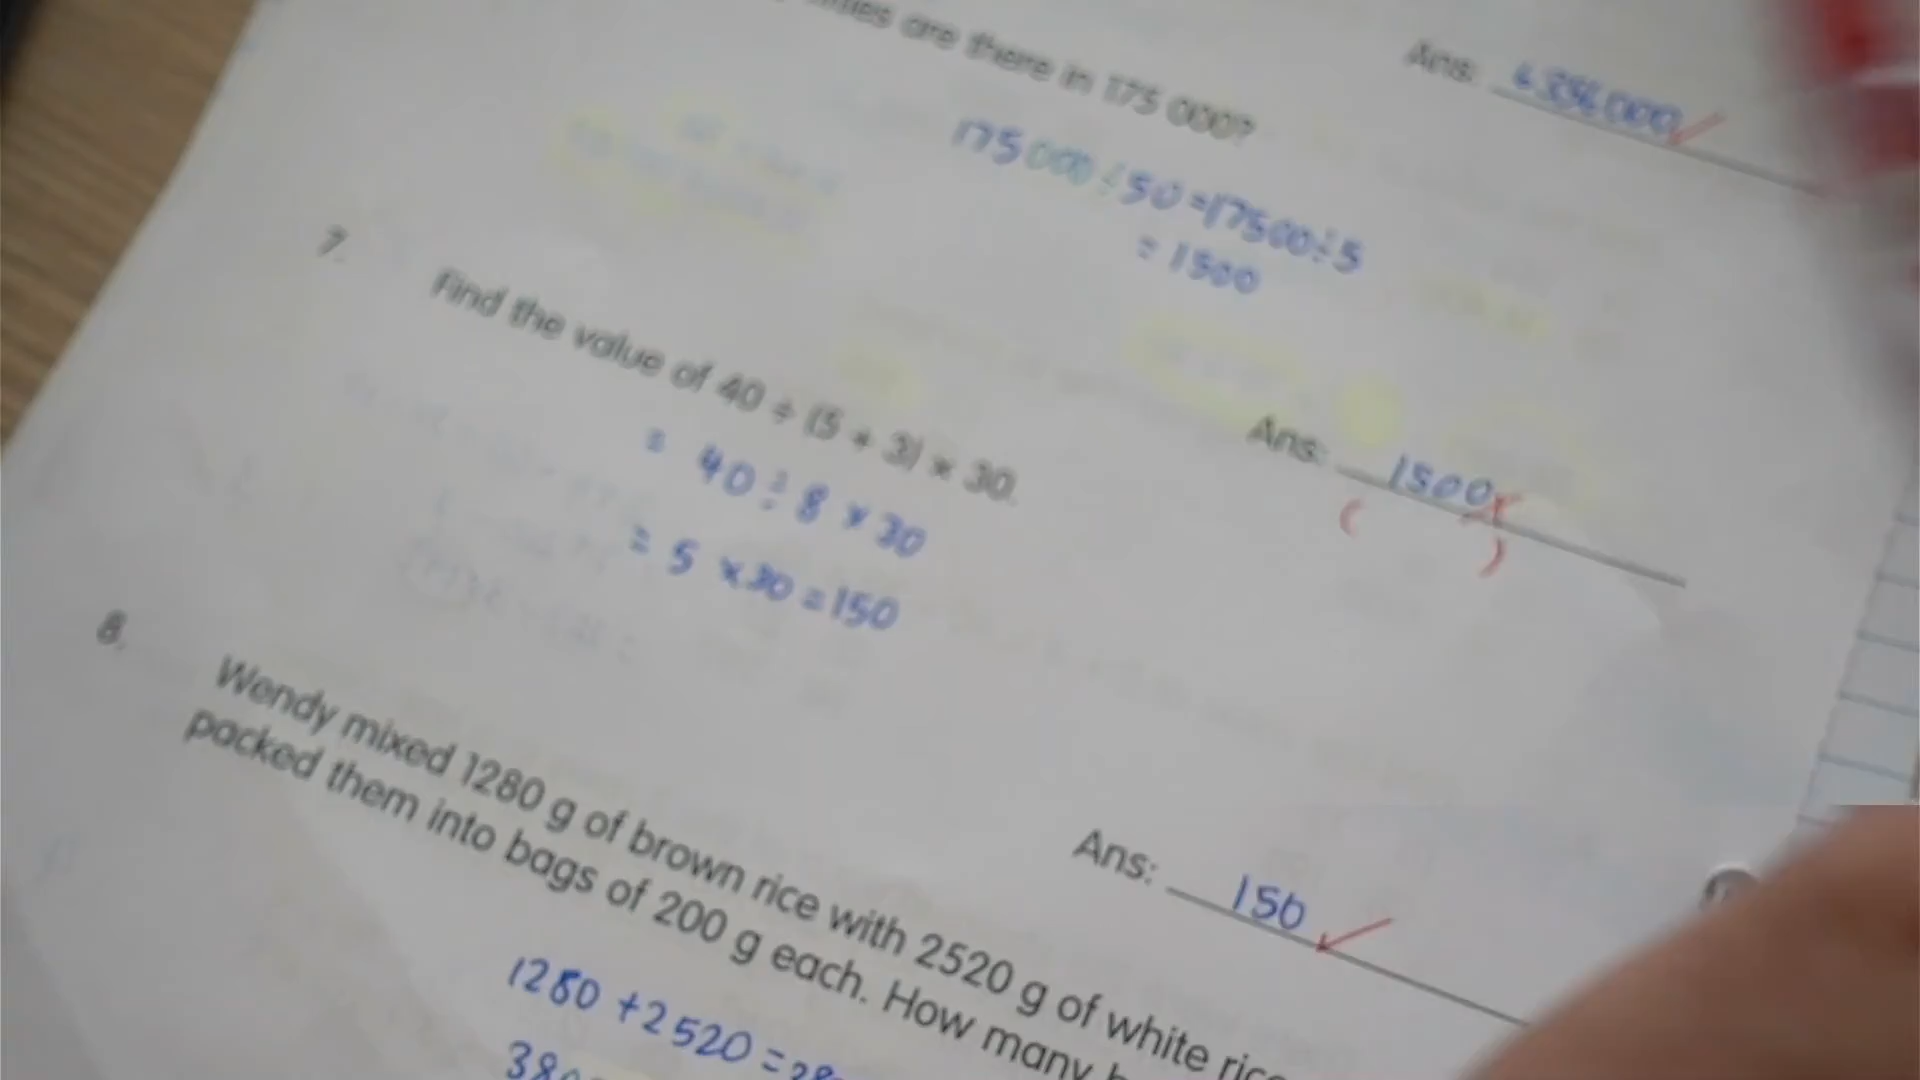 are there in 175 000?
Ans:
175000 ÷ 50 = 17500 ÷ 5
= 1500
Ans: 1500
( )
7.
Find the value of 40 ÷ (5 + 3) × 30.
= 40 ÷ 8 × 30
= 5 × 30 = 150
Ans: 150
8.
Wendy mixed 1280 g of brown rice with 2520 g of white rice
packed them into bags of 200 g each. How many
1280 + 2520 =